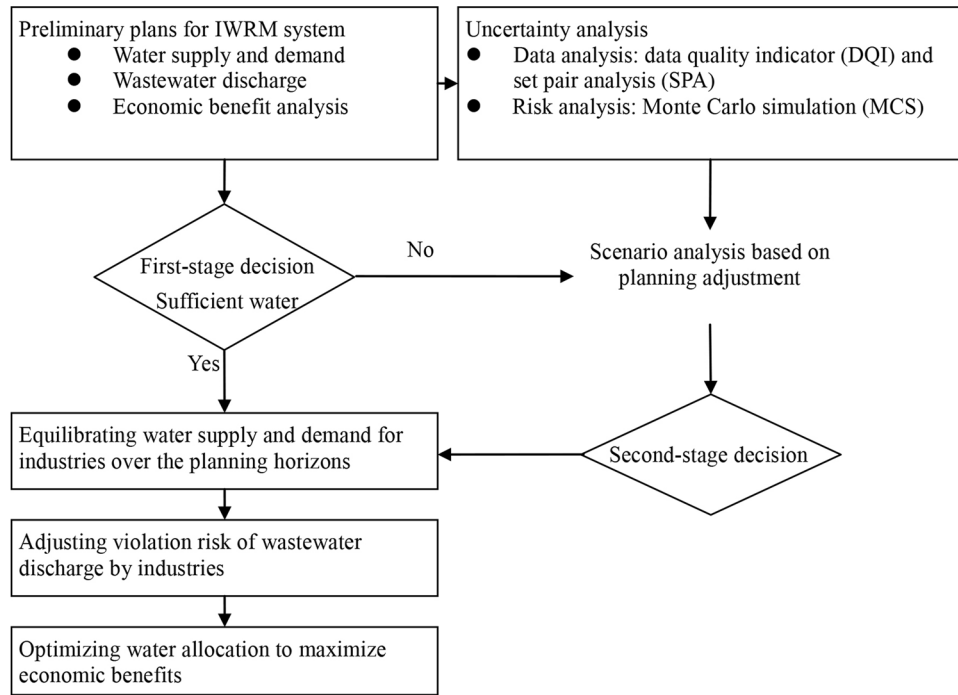 Preliminary plans for IWRM system
● Water supply and demand
● Wastewater discharge
● Economic benefit analysis
Uncertainty analysis
● Data analysis: data quality indicator (DQI) and
set pair analysis (SPA)
● Risk analysis: Monte Carlo simulation (MCS)
First-stage decision
Sufficient water
No
Scenario analysis based on
planning adjustment
Yes
Equilibrating water supply and demand for
industries over the planning horizons
Second-stage decision
Adjusting violation risk of wastewater
discharge by industries
Optimizing water allocation to maximize
economic benefits